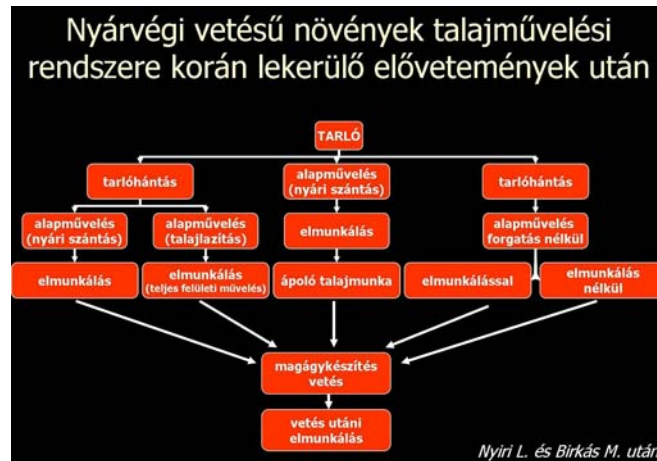 Nyárvégi vetésű növények talajművelési
rendszere korán lekerülő elővetemények után
TARLÓ
tarlóhántás
alapművelés
(nyári szántás)
tarlóhántás
alapművelés
(nyári szántás)
alapművelés
(talajlazítás)
elmunkálás
alapművelés
forgatás nélkül
elmunkálás
elmunkálás
(teljes felületi művelés)
ápoló talajmunka
elmunkálással
elmunkálás
nélkül
magágykészítés
vetés
vetés utáni
elmunkálás
Nyiri L. és Birkás M. után